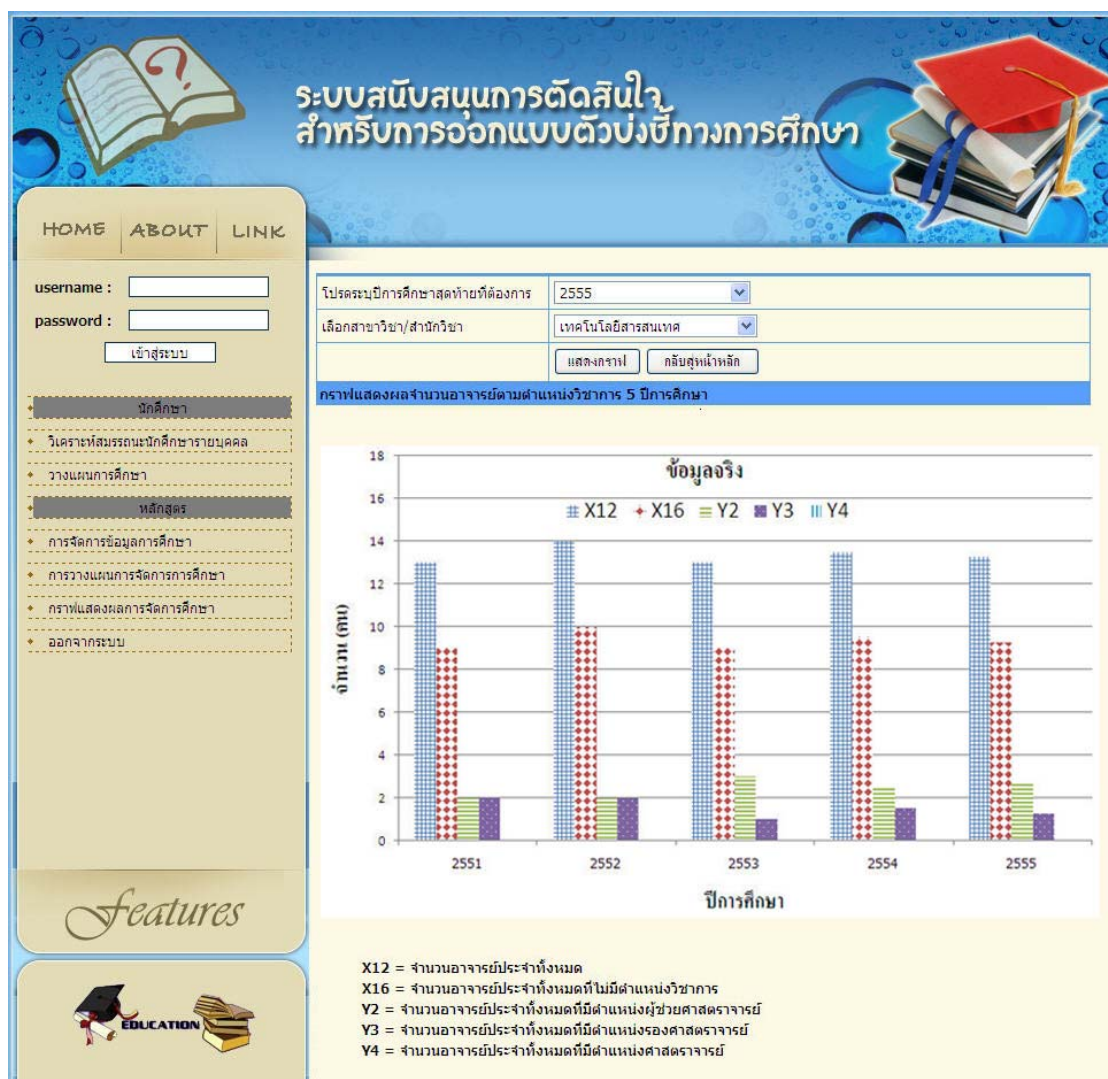 ?
ระบบสนับสนุนการตัดสินใจ
สำหรับการออกแบบตัวบ่งชี้ทางการศึกษา
HOME ABOUT LINK
username :
password :
เข้าสู่ระบบ
นักศึกษา
วิเคราะห์สมรรถนะนักศึกษารายบุคคล
วางแผนการศึกษา
หลักสูตร
การจัดการข้อมูลการศึกษา
การวางแผนการจัดการการศึกษา
กราฟแสดงผลการจัดการศึกษา
ออกจากระบบ
Features
EDUCATION
โปรดระบุปีการศึกษาสุดท้ายที่ต้องการ 2555
เลือกสาขาวิชา/สำนักวิชา เทคโนโลยีสารสนเทศ
แสดงกราฟ กลับสู่หน้าหลัก
กราฟแสดงผลจำนวนอาจารย์ตามตำแหน่งวิชาการ 5 ปีการศึกษา
ข้อมูลจริง
X12 X16 Y2 Y3 Y4
จำนวน (คน)
18
16
14
12
10
8
6
4
2
0
2551 2552 2553 2554 2555
ปีการศึกษา
X12 = จำนวนอาจารย์ประจำทั้งหมด
X16 = จำนวนอาจารย์ประจำทั้งหมดที่ไม่มีตำแหน่งวิชาการ
Y2 = จำนวนอาจารย์ประจำทั้งหมดที่มีตำแหน่งผู้ช่วยศาสตราจารย์
Y3 = จำนวนอาจารย์ประจำทั้งหมดที่มีตำแหน่งรองศาสตราจารย์
Y4 = จำนวนอาจารย์ประจำทั้งหมดที่มีตำแหน่งศาสตราจารย์